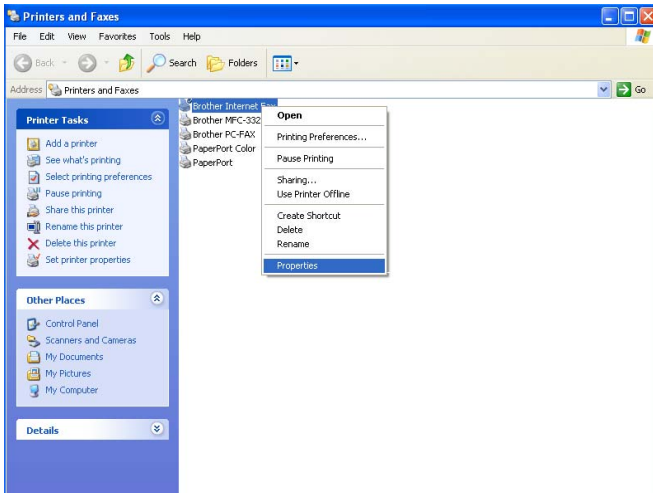 Printers and Faxes
File Edit View Favorites Tools Help
Back Search Folders
Address Printers and Faxes Go
Printer Tasks
Add a printer
See what's printing
Select printing preferences
Pause printing
Share this printer
Rename this printer
Delete this printer
Set printer properties
Other Places
Control Panel
Scanners and Cameras
My Documents
My Pictures
My Computer
Details
Brother Internet Fax
Brother MFC-332
Brother PC-FAX
PaperPort Color
PaperPort
Open
Printing Preferences...
Pause Printing
Sharing...
Use Printer Offline
Create Shortcut
Delete
Rename
Properties